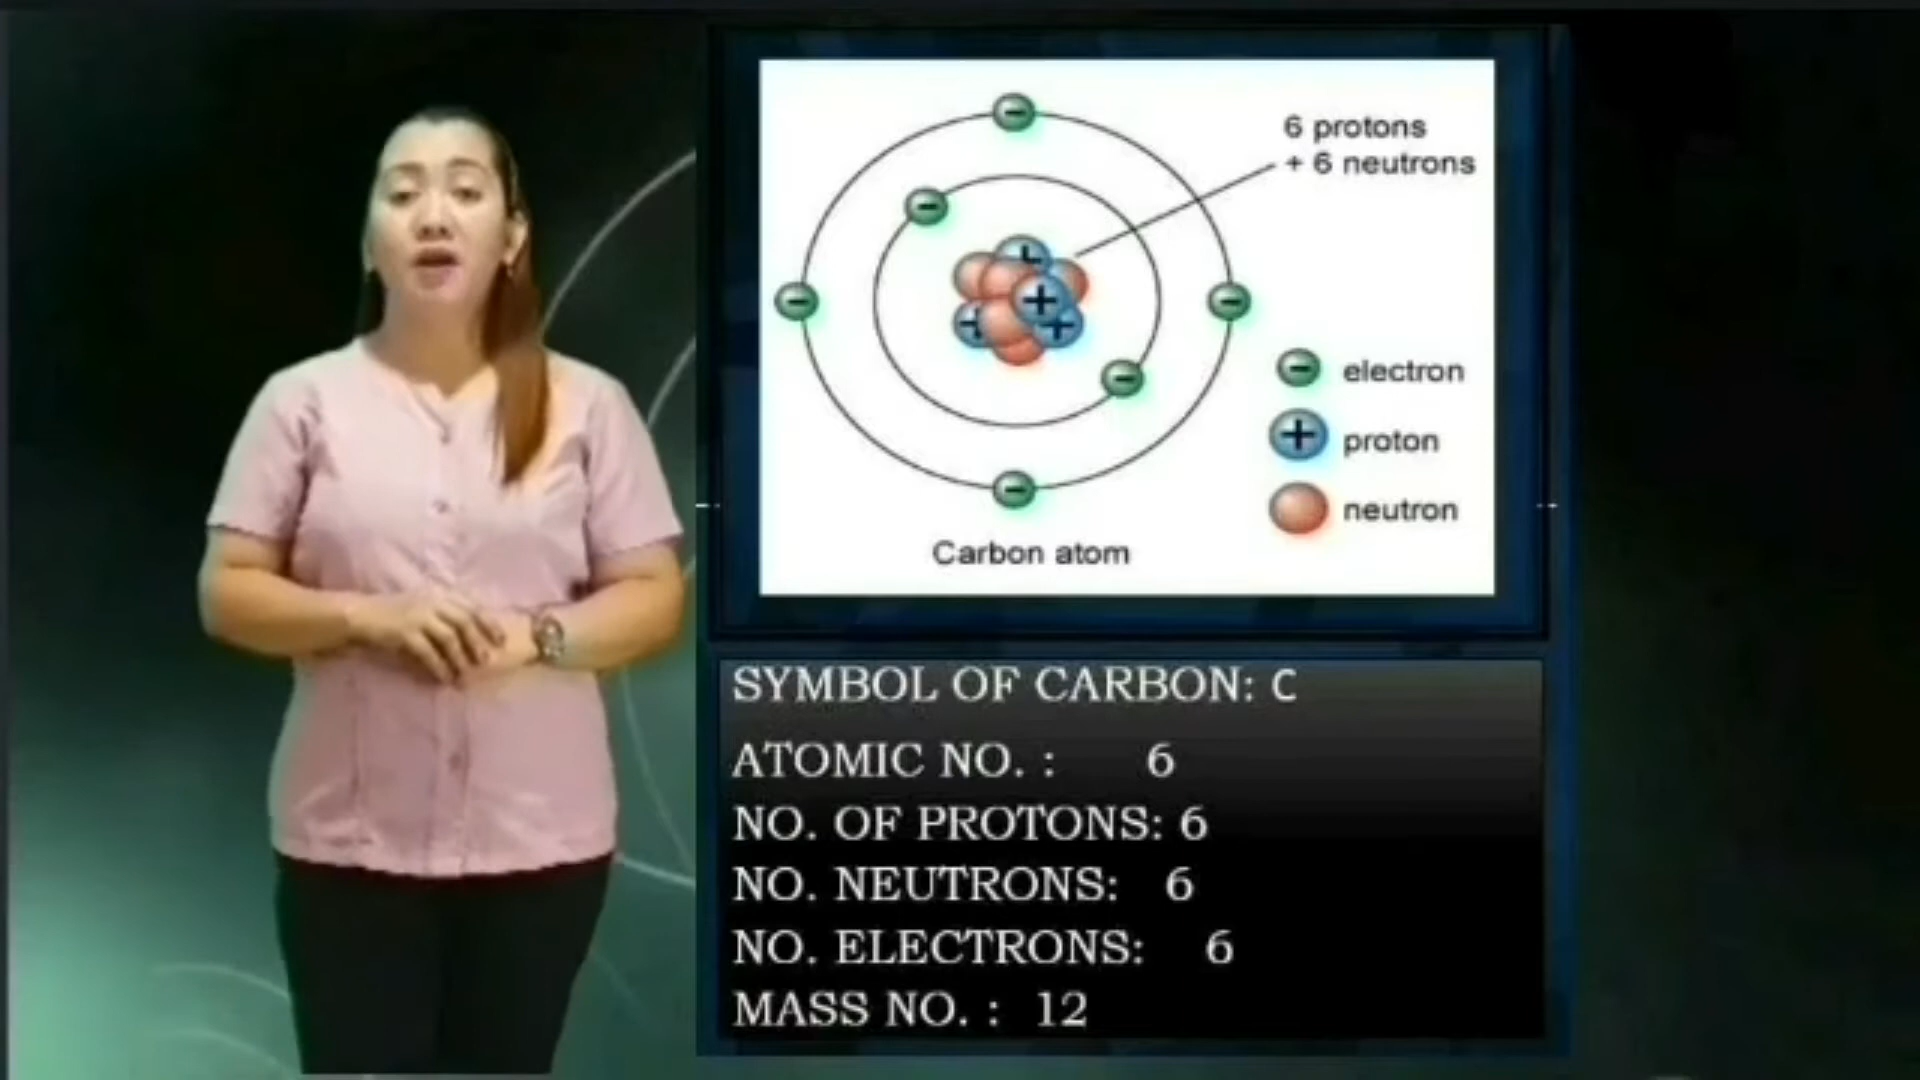 6 protons
+ 6 neutrons
electron
proton
neutron
Carbon atom
SYMBOL OF CARBON: C
ATOMIC NO. : 6
NO. OF PROTONS: 6
NO. NEUTRONS: 6
NO. ELECTRONS: 6
MASS NO. : 12